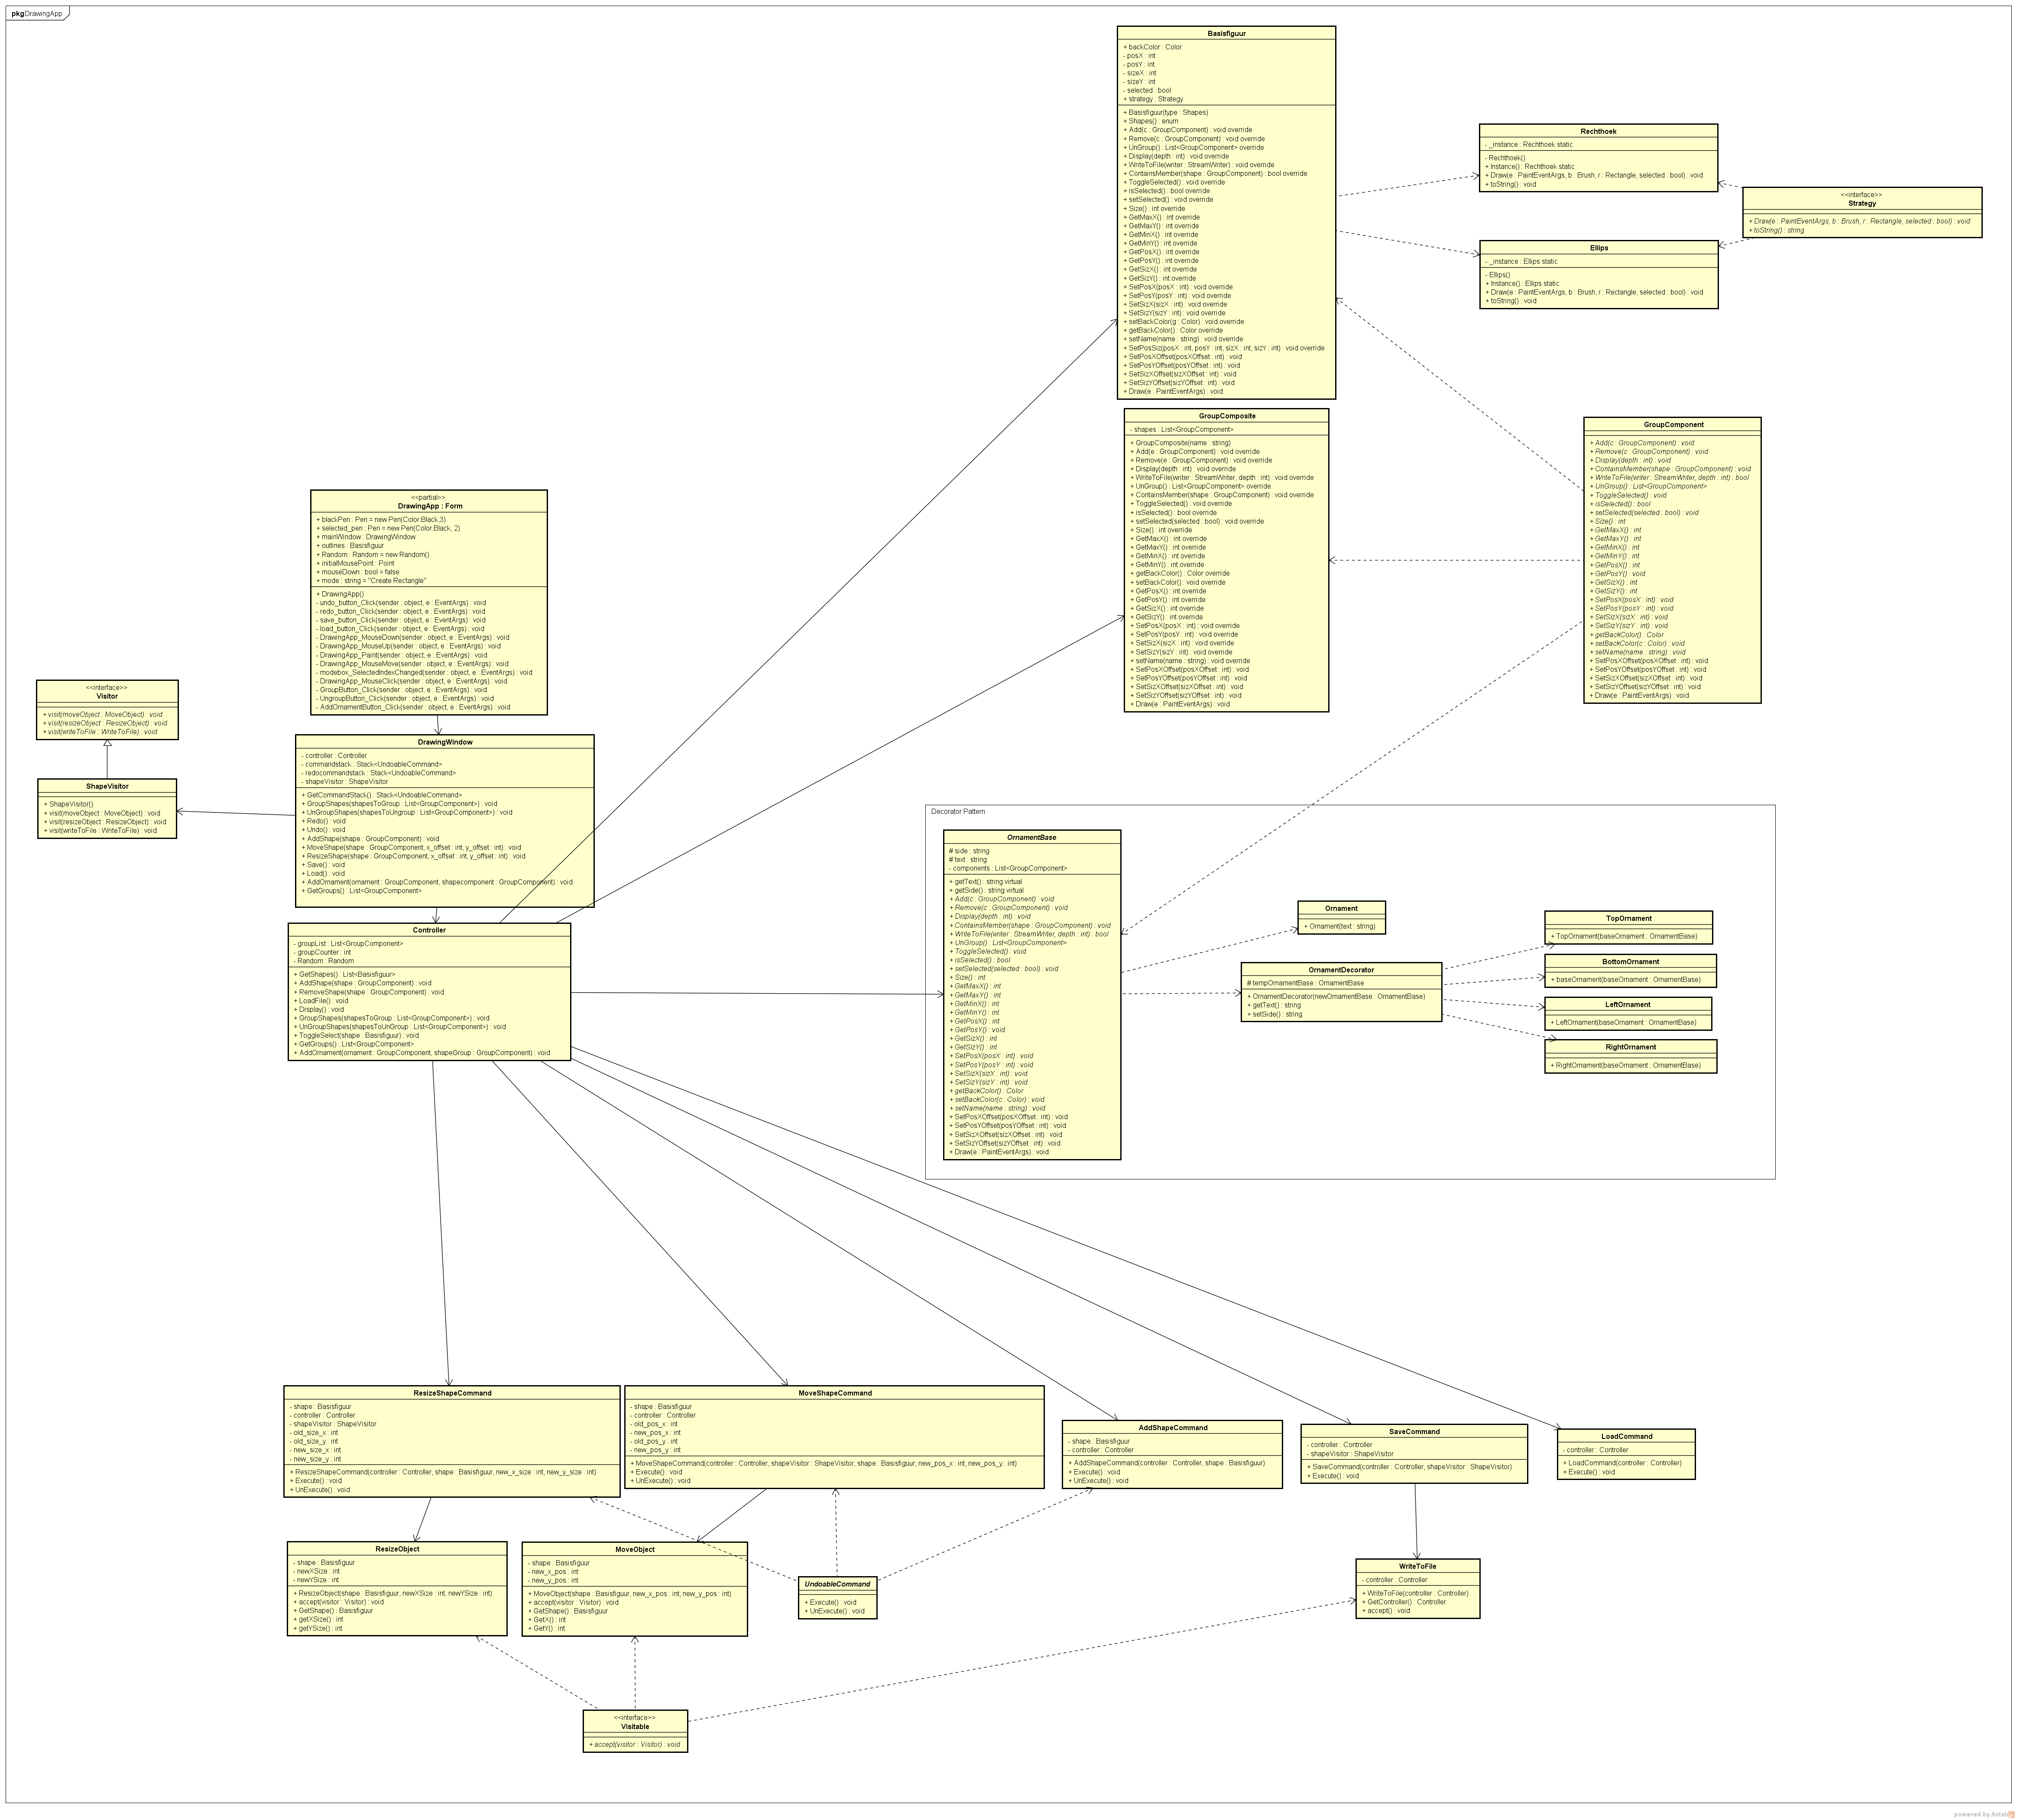 pkg DrawingApp
Basisfiguur
+ backColor : Color
- posX : int
- posY : int
- sizeX : int
- sizeY : int
- selected : bool
+ strategy : Strategy
+ Basisfiguur(type : Shapes)
+ Shapes() : enum
+ Add(c : GroupComponent) : void override
+ Remove(c : GroupComponent) : void override
+ UnGroup() : List<GroupComponent> override
+ Display(depth : int) : void override
+ WriteToFile(writer : StreamWriter) : void override
+ ContainsMember(shape : GroupComponent) : bool override
+ ToggleSelected() : void override
+ isSelected() : bool override
+ setSelected() : void override
+ Size() : int override
+ GetMaxX() : int override
+ GetMaxY() : int override
+ GetMinX() : int override
+ GetMinY() : int override
+ GetPosX() : int override
+ GetPosY() : int override
+ GetSizX() : int override
+ GetSizY() : int override
+ SetPosX(posX : int) : void override
+ SetPosY(posY : int) : void override
+ SetSizX(sizX : int) : void override
+ SetSizY(sizY : int) : void override
+ setBackColor(g : Color) : void override
+ getBackColor() : Color override
+ setName(name : string) : void override
+ SetPosSiz(posX : int, posY : int, sizX : int, sizY : int) : void override
+ SetPosXOffset(posXOffset : int) : void
+ SetPosYOffset(posYOffset : int) : void
+ SetSizXOffset(sizXOffset : int) : void
+ SetSizYOffset(sizYOffset : int) : void
+ Draw(e : PaintEventArgs) : void
Rechthoek
- _instance : Rechthoek static
- Rechthoek()
+ Instance() : Rechthoek static
+ Draw(e : PaintEventArgs, b : Brush, r : Rectangle, selected : bool) : void
+ toString() : void
<<interface>>
Strategy
+ Draw(e : PaintEventArgs, b : Brush, r : Rectangle, selected : bool) : void
+ toString() : string
Ellips
- _instance : Ellips static
- Ellips()
+ Instance() : Ellips static
+ Draw(e : PaintEventArgs, b : Brush, r : Rectangle, selected : bool) : void
+ toString() : void
GroupComposite
- shapes : List<GroupComponent>
+ GroupComposite(name : string)
+ Add(e : GroupComponent) : void override
+ Remove(e : GroupComponent) : void override
+ Display(depth : int) : void override
+ WriteToFile(writer : StreamWriter, depth : int) : void override
+ UnGroup() : List<GroupComponent> override
+ ContainsMember(shape : GroupComponent) : void override
+ ToggleSelected() : void override
+ isSelected() : bool override
+ setSelected(selected : bool) : void override
+ Size() : int override
+ GetMaxX() : int override
+ GetMaxY() : int override
+ GetMinX() : int override
+ GetMinY() : int override
+ getBackColor() : Color override
+ setBackColor() : void override
+ GetPosX() : int override
+ GetPosY() : int override
+ GetSizX() : int override
+ GetSizY() : int override
+ SetPosX(posX : int) : void override
+ SetPosY(posY : int) : void override
+ SetSizX(sizX : int) : void override
+ SetSizY(sizY : int) : void override
+ setName(name : string) : void override
+ SetPosXOffset(posXOffset : int) : void
+ SetPosYOffset(posYOffset : int) : void
+ SetSizXOffset(sizXOffset : int) : void
+ SetSizYOffset(sizYOffset : int) : void
+ Draw(e : PaintEventArgs) : void
GroupComponent
+ Add(c : GroupComponent) : void
+ Remove(c : GroupComponent) : void
+ Display(depth : int) : void
+ ContainsMember(shape : GroupComponent) : void
+ WriteToFile(writer : StreamWriter, depth : int) : bool
+ UnGroup() : List<GroupComponent>
+ ToggleSelected() : void
+ isSelected() : bool
+ setSelected(selected : bool) : void
+ Size() : int
+ GetMaxX() : int
+ GetMaxY() : int
+ GetMinX() : int
+ GetMinY() : int
+ GetPosX() : int
+ GetPosY() : void
+ GetSizX() : int
+ GetSizY() : int
+ SetPosX(posX : int) : void
+ SetPosY(posY : int) : void
+ SetSizX(sizX : int) : void
+ SetSizY(sizY : int) : void
+ getBackColor() : Color
+ setBackColor(c : Color) : void
+ setName(name : string) : void
+ SetPosXOffset(posXOffset : int) : void
+ SetPosYOffset(posYOffset : int) : void
+ SetSizXOffset(sizXOffset : int) : void
+ SetSizYOffset(sizYOffset : int) : void
+ Draw(e : PaintEventArgs) : void
<<partial>>
DrawingApp : Form
+ blackPen : Pen = new Pen(Color.Black,3)
+ selected_pen : Pen = new Pen(Color.Black, 2)
+ mainWindow : DrawingWindow
+ outlines : Basisfiguur
+ Random : Random = new Random()
+ initialMousePoint : Point
+ mouseDown : bool = false
+ mode : string = "Create Rectangle"
+ DrawingApp()
- undo_button_Click(sender : object, e : EventArgs) : void
- redo_button_Click(sender : object, e : EventArgs) : void
- save_button_Click(sender : object, e : EventArgs) : void
- load_button_Click(sender : object, e : EventArgs) : void
- DrawingApp_MouseDown(sender : object, e : EventArgs) : void
- DrawingApp_MouseUp(sender : object, e : EventArgs) : void
- DrawingApp_Paint(sender : object, e : EventArgs) : void
- DrawingApp_MouseMove(sender : object, e : EventArgs) : void
- modebox_SelectedIndexChanged(sender : object, e : EventArgs) : void
- DrawingApp_MouseClick(sender : object, e : EventArgs) : void
- GroupButton_Click(sender : object, e : EventArgs) : void
- UngroupButton_Click(sender : object, e : EventArgs) : void
- AddOrnamentButton_Click(sender : object, e : EventArgs) : void
<<interface>>
Visitor
+ visit(moveObject : MoveObject) : void
+ visit(resizeObject : ResizeObject) : void
+ visit(writeToFile : WriteToFile) : void
ShapeVisitor
+ ShapeVisitor()
+ visit(moveObject : MoveObject) : void
+ visit(resizeObject : ResizeObject) : void
+ visit(writeToFile : WriteToFile) : void
DrawingWindow
- controller : Controller
- commandstack : Stack<UndoableCommand>
- redocommandstack : Stack<UndoableCommand>
- shapeVisitor : ShapeVisitor
+ GetCommandStack() : Stack<UndoableCommand>
+ GroupShapes(shapesToGroup : List<GroupComponent>) : void
+ UnGroupShapes(shapesToUngroup : List<GroupComponent>) : void
+ Redo() : void
+ Undo() : void
+ AddShape(shape : GroupComponent) : void
+ MoveShape(shape : GroupComponent, x_offset : int, y_offset : int) : void
+ ResizeShape(shape : GroupComponent, x_offset : int, y_offset : int) : void
+ Save() : void
+ Load() : void
+ AddOrnament(ornament : GroupComponent, shapecomponent : GroupComponent) : void
+ GetGroups() : List<GroupComponent>
Controller
- groupList : List<GroupComponent>
- groupCounter : int
- Random : Random
+ GetShapes() : List<Basisfiguur>
+ AddShape(shape : GroupComponent) : void
+ RemoveShape(shape : GroupComponent) : void
+ LoadFile() : void
+ Display() : void
+ GroupShapes(shapesToGroup : List<GroupComponent>) : void
+ UnGroupShapes(shapesToUnGroup : List<GroupComponent>) : void
+ ToggleSelect(shape : Basisfiguur) : void
+ GetGroups() : List<GroupComponent>
+ AddOrnament(ornament : GroupComponent, shapeGroup : GroupComponent) : void
Decorator Pattern
OrnamentBase
# side : string
# text : string
- components : List<GroupComponent>
+ getText() : string virtual
+ getSide() : string virtual
+ Add(c : GroupComponent) : void
+ Remove(c : GroupComponent) : void
+ Display(depth : int) : void
+ ContainsMember(shape : GroupComponent) : void
+ WriteToFile(writer : StreamWriter, depth : int) : bool
+ UnGroup() : List<GroupComponent>
+ ToggleSelected() : void
+ isSelected() : bool
+ setSelected(selected : bool) : void
+ Size() : int
+ GetMaxX() : int
+ GetMaxY() : int
+ GetMinX() : int
+ GetMinY() : int
+ GetPosX() : int
+ GetPosY() : void
+ GetSizX() : int
+ GetSizY() : int
+ SetPosX(posX : int) : void
+ SetPosY(posY : int) : void
+ SetSizX(sizX : int) : void
+ SetSizY(sizY : int) : void
+ getBackColor() : Color
+ setBackColor(c : Color) : void
+ setName(name : string) : void
+ SetPosXOffset(posXOffset : int) : void
+ SetPosYOffset(posYOffset : int) : void
+ SetSizXOffset(sizXOffset : int) : void
+ SetSizYOffset(sizYOffset : int) : void
+ Draw(e : PaintEventArgs) : void
Ornament
+ Ornament(text : string)
OrnamentDecorator
# tempOrnamentBase : OrnamentBase
+ OrnamentDecorator(newOrnamentBase : OrnamentBase)
+ getText() : string
+ setSide() : string
TopOrnament
+ TopOrnament(baseOrnament : OrnamentBase)
BottomOrnament
+ baseOrnament(baseOrnament : OrnamentBase)
LeftOrnament
+ LeftOrnament(baseOrnament : OrnamentBase)
RightOrnament
+ RightOrnament(baseOrnament : OrnamentBase)
ResizeShapeCommand
- shape : Basisfiguur
- controller : Controller
- shapeVisitor : ShapeVisitor
- old_size_x : int
- old_size_y : int
- new_size_x : int
- new_size_y : int
+ ResizeShapeCommand(controller : Controller, shape : Basisfiguur, new_x_size : int, new_y_size : int)
+ Execute() : void
+ UnExecute() : void
MoveShapeCommand
- shape : Basisfiguur
- controller : Controller
- old_pos_x : int
- new_pos_x : int
- old_pos_y : int
- new_pos_y : int
+ MoveShapeCommand(controller : Controller, shapeVisitor : ShapeVisitor, shape : Basisfiguur, new_pos_x : int, new_pos_y : int)
+ Execute() : void
+ UnExecute() : void
AddShapeCommand
- shape : Basisfiguur
- controller : Controller
+ AddShapeCommand(controller : Controller, shape : Basisfiguur)
+ Execute() : void
+ UnExecute() : void
SaveCommand
- controller : Controller
- shapeVisitor : ShapeVisitor
+ SaveCommand(controller : Controller, shapeVisitor : ShapeVisitor)
+ Execute() : void
LoadCommand
- controller : Controller
+ LoadCommand(controller : Controller)
+ Execute() : void
ResizeObject
- shape : Basisfiguur
- newXSize : int
- newYSize : int
+ ResizeObject(shape : Basisfiguur, newXSize : int, newYSize : int)
+ accept(visitor : Visitor) : void
+ GetShape() : Basisfiguur
+ getXSize() : int
+ getYSize() : int
MoveObject
- shape : Basisfiguur
- new_x_pos : int
- new_y_pos : int
+ MoveObject(shape : Basisfiguur, new_x_pos : int, new_y_pos : int)
+ accept(visitor : Visitor) : void
+ GetShape() : Basisfiguur
+ GetX() : int
+ GetY() : int
UndoableCommand
+ Execute() : void
+ UnExecute() : void
WriteToFile
- controller : Controller
+ WriteToFile(controller : Controller)
+ GetController() : Controller
+ accept() : void
<<interface>>
Visitable
+ accept(visitor : Visitor) : void
powered by Astah